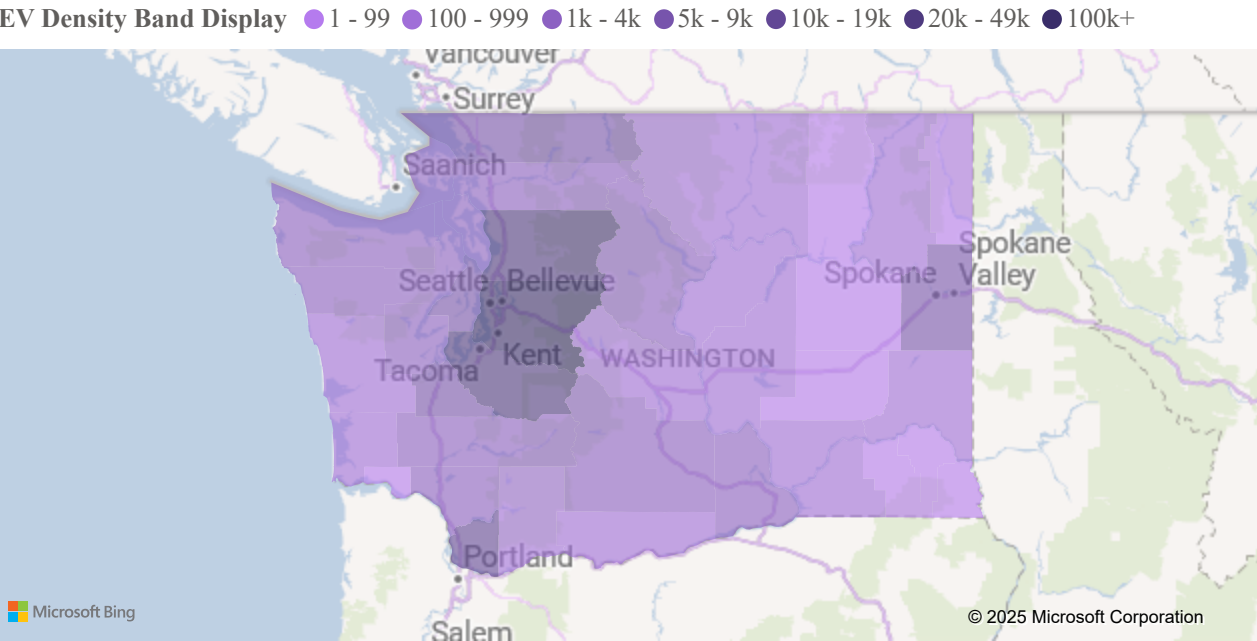 EV Density Band Display 1 - 99 100 - 999 1k - 4k 5k - 9k 10k - 19k 20k - 49k 100k+
Vancouver
Surrey
Saanich
Spokane
Valley
Spokane
Seattle Bellevue
Kent
WASHINGTON
Tacoma
Portland
Microsoft Bing
© 2025 Microsoft Corporation
Salem